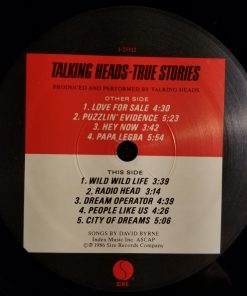 1-25512
TALKING HEADS·TRUE STORIES
PRODUCED AND PERFORMED BY TALKING HEADS
OTHER SIDE
1. LOVE FOR SALE 4:30
2. PUZZLIN' EVIDENCE 5:23
3. HEY NOW 3:42
4. PAPA LEGBA 5:54
THIS SIDE
1. WILD WILD LIFE 3:39
2. RADIO HEAD 3:14
3. DREAM OPERATOR 4:39
4. PEOPLE LIKE US 4:26
5. CITY OF DREAMS 5:06
SONGS BY DAVID BYRNE
Index Music Inc. ASCAP
℗ © 1986 Sire Records Company
SIRE